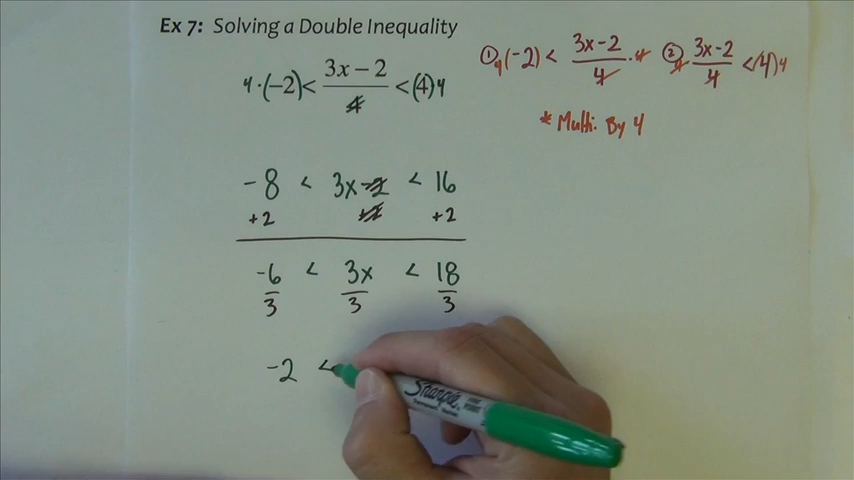 Ex 7: Solving a Double Inequality
4·(-2) < (3x − 2)/4 < (4)4
① 4(-2) < (3x-2)/4 · 4 ② 4 (3x-2)/4 < (4)4
* Multi. By 4
-8 < 3x-2 < 16
+2 +2 +2
-6/3 < 3x/3 < 18/3
-2 <
Sharpie